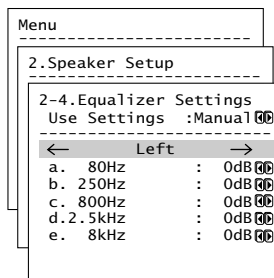 Menu
2.Speaker Setup
2-4.Equalizer Settings
Use Settings :Manual
← Left →
a. 80Hz : 0dB
b. 250Hz : 0dB
c. 800Hz : 0dB
d.2.5kHz : 0dB
e. 8kHz : 0dB